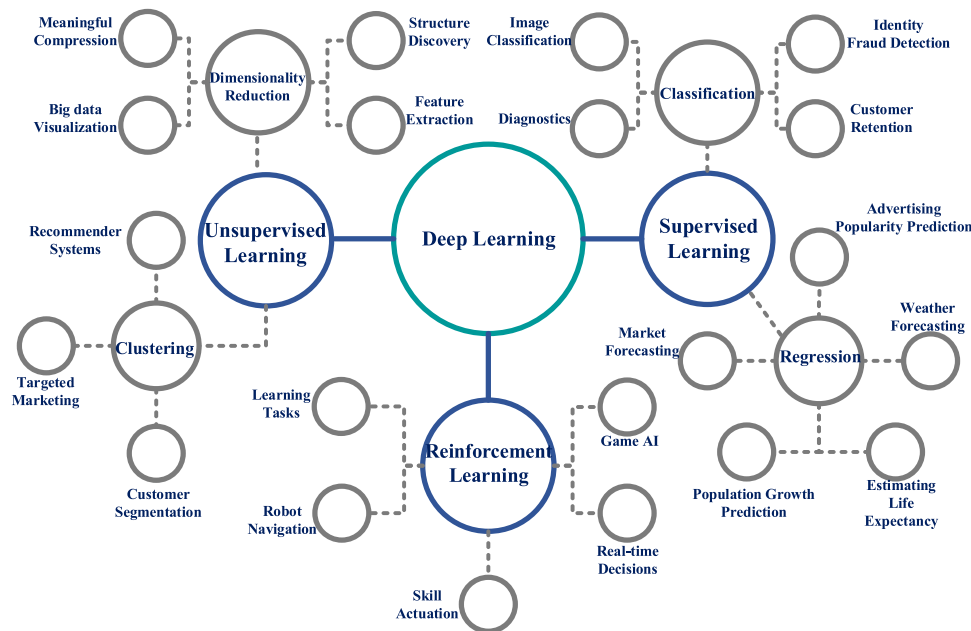 Meaningful
Compression
Big data
Visualization
Dimensionality
Reduction
Structure
Discovery
Feature
Extraction
Image
Classification
Diagnostics
Classification
Identity
Fraud Detection
Customer
Retention
Unsupervised
Learning
Deep Learning
Supervised
Learning
Recommender
Systems
Clustering
Targeted
Marketing
Customer
Segmentation
Advertising
Popularity Prediction
Market
Forecasting
Regression
Weather
Forecasting
Population Growth
Prediction
Estimating
Life
Expectancy
Learning
Tasks
Robot
Navigation
Reinforcement
Learning
Game AI
Real-time
Decisions
Skill
Actuation